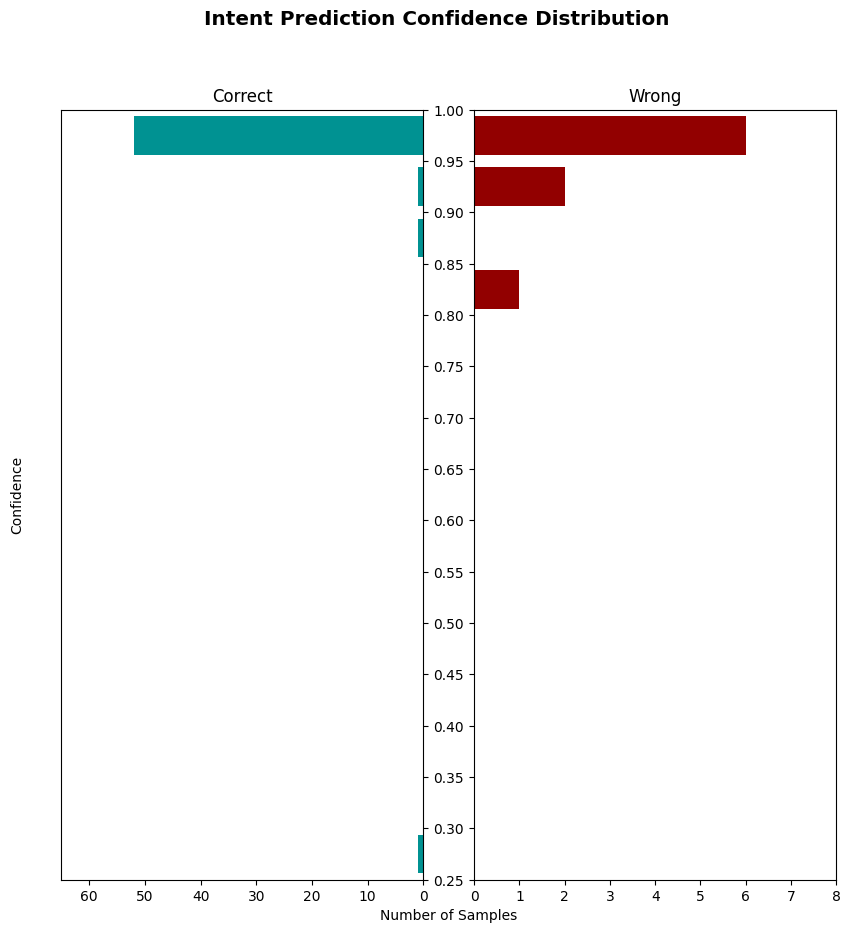 Intent Prediction Confidence Distribution
Correct
Wrong
1.00
0.95
0.90
0.85
0.80
0.75
0.70
0.65
0.60
0.55
0.50
0.45
0.40
0.35
0.30
0.25
Confidence
60 50 40 30 20 10 0
0 1 2 3 4 5 6 7 8
Number of Samples